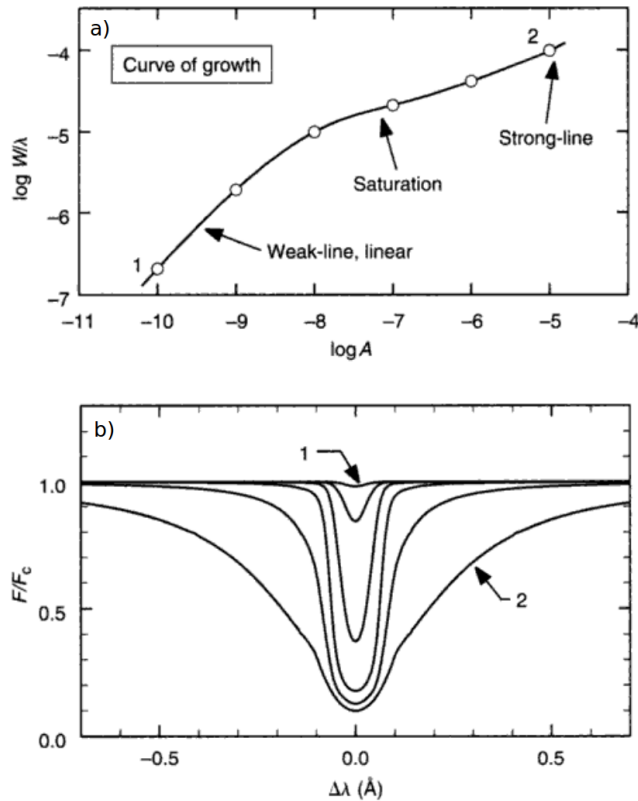 a)
Curve of growth
2
Strong-line
Saturation
Weak-line, linear
1
log W/λ
−4
−5
−6
−7
−11 −10 −9 −8 −7 −6 −5 −4
log A
b)
1
2
F/Fc
1.0
0.5
0.0
−0.5 0.0 0.5
Δλ (Å)